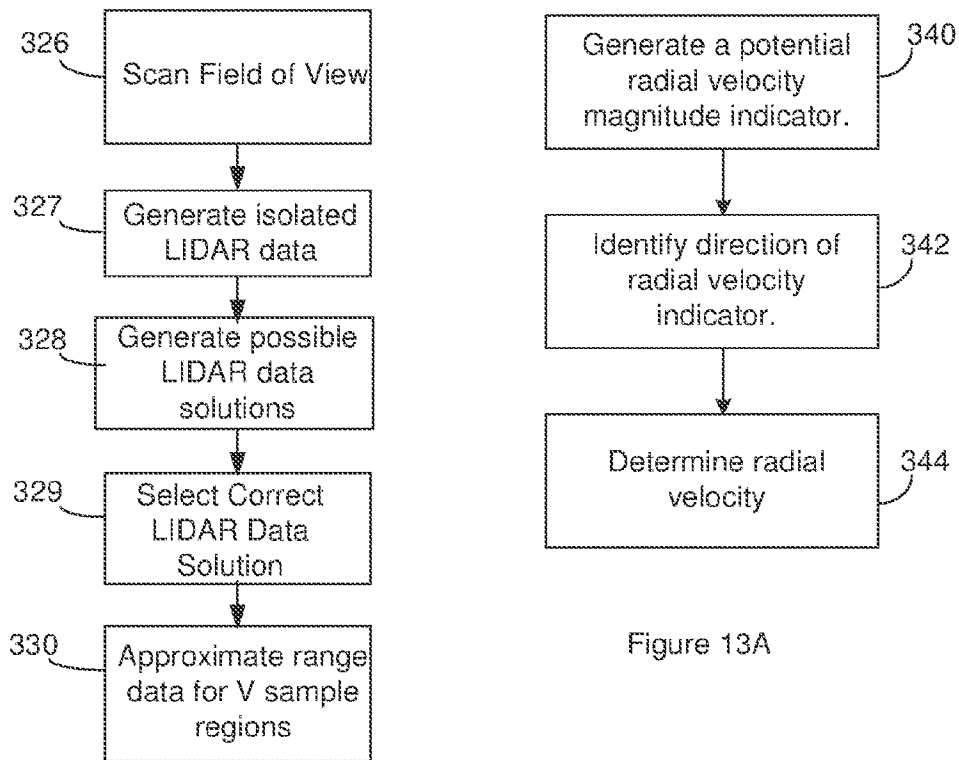 326
Scan Field of View
327
Generate isolated
LIDAR data
328
Generate possible
LIDAR data
solutions
329
Select Correct
LIDAR Data
Solution
330
Approximate range
data for V sample
regions
340
Generate a potential
radial velocity
magnitude indicator.
342
Identify direction of
radial velocity
indicator.
344
Determine radial
velocity
Figure 13A